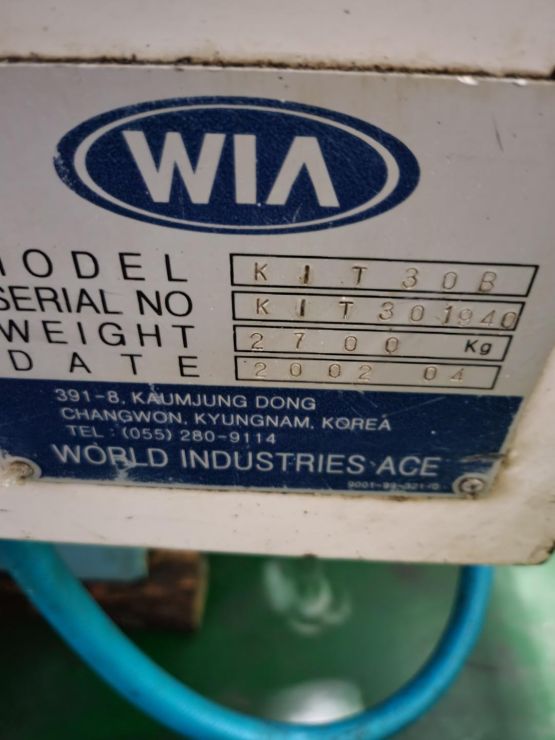 WIA
MODEL KIT30B
SERIAL NO KIT301940
WEIGHT 2700 Kg
DATE 2002 04
391-8, KAUMJUNG DONG
CHANGWON, KYUNGNAM, KOREA
TEL : (055) 280-9114
WORLD INDUSTRIES ACE